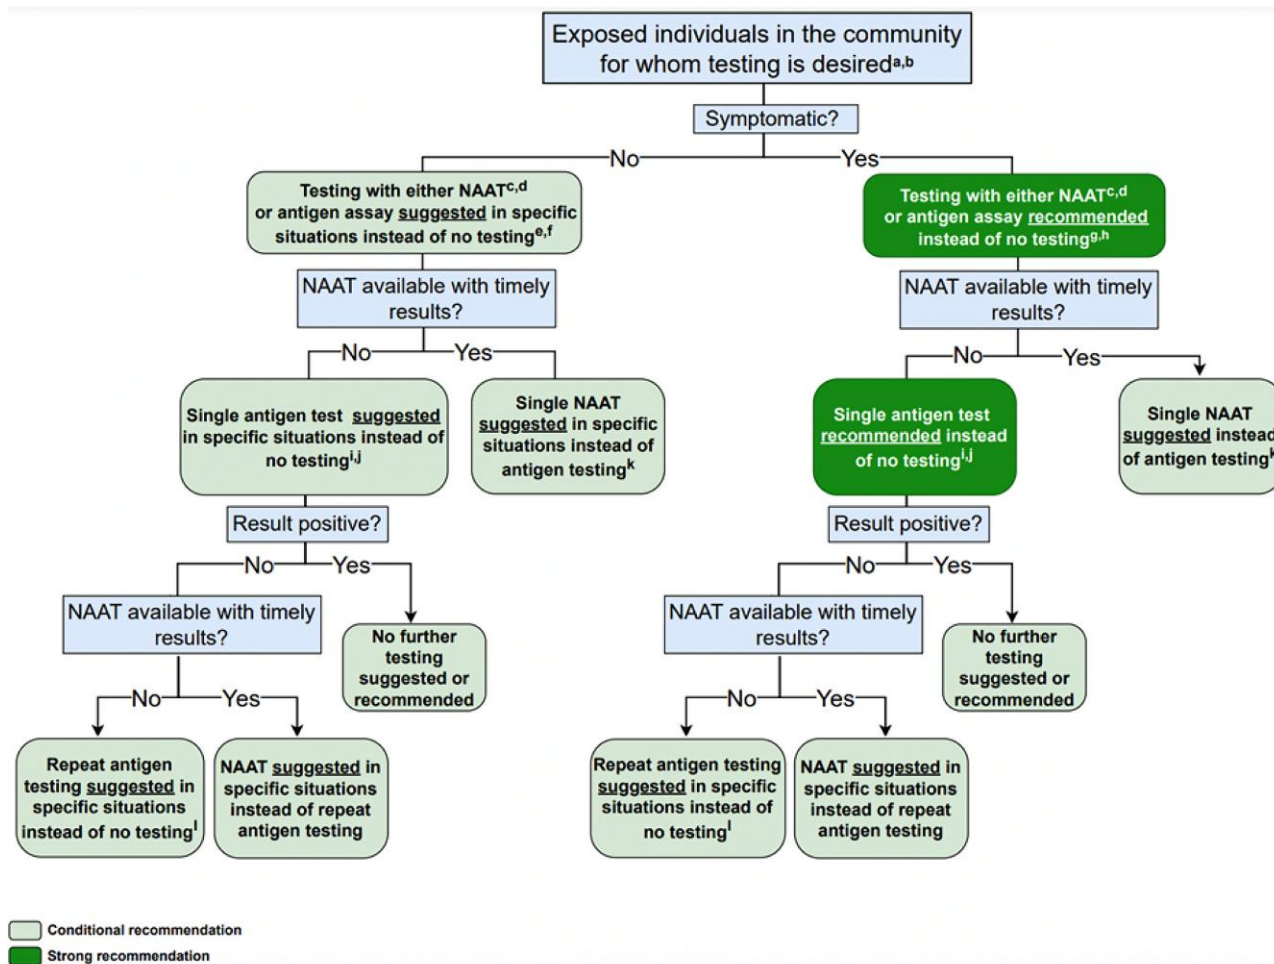 Exposed individuals in the community
for whom testing is desiredᵃ,ᵇ
Symptomatic?
No
Yes
Testing with either NAATᶜ,ᵈ
or antigen assay suggested in specific
situations instead of no testingᵉ,ᶠ
Testing with either NAATᶜ,ᵈ
or antigen assay recommended
instead of no testingᵍ,ʰ
NAAT available with timely
results?
NAAT available with timely
results?
No
Yes
No
Yes
Single antigen test suggested
in specific situations instead of
no testingⁱ,ʲ
Single NAAT
suggested in specific
situations instead of
antigen testingᵏ
Single antigen test
recommended instead
of no testingⁱ,ʲ
Single NAAT
suggested instead
of antigen testingᵏ
Result positive?
Result positive?
No
Yes
No
Yes
NAAT available with timely
results?
No further
testing
suggested or
recommended
NAAT available with timely
results?
No further
testing
suggested or
recommended
No
Yes
No
Yes
Repeat antigen
testing suggested in
specific situations
instead of no testingˡ
NAAT suggested in
specific situations
instead of repeat
antigen testing
Repeat antigen testing
suggested in specific
situations instead of
no testingˡ
NAAT suggested in
specific situations
instead of repeat
antigen testing
Conditional recommendation
Strong recommendation